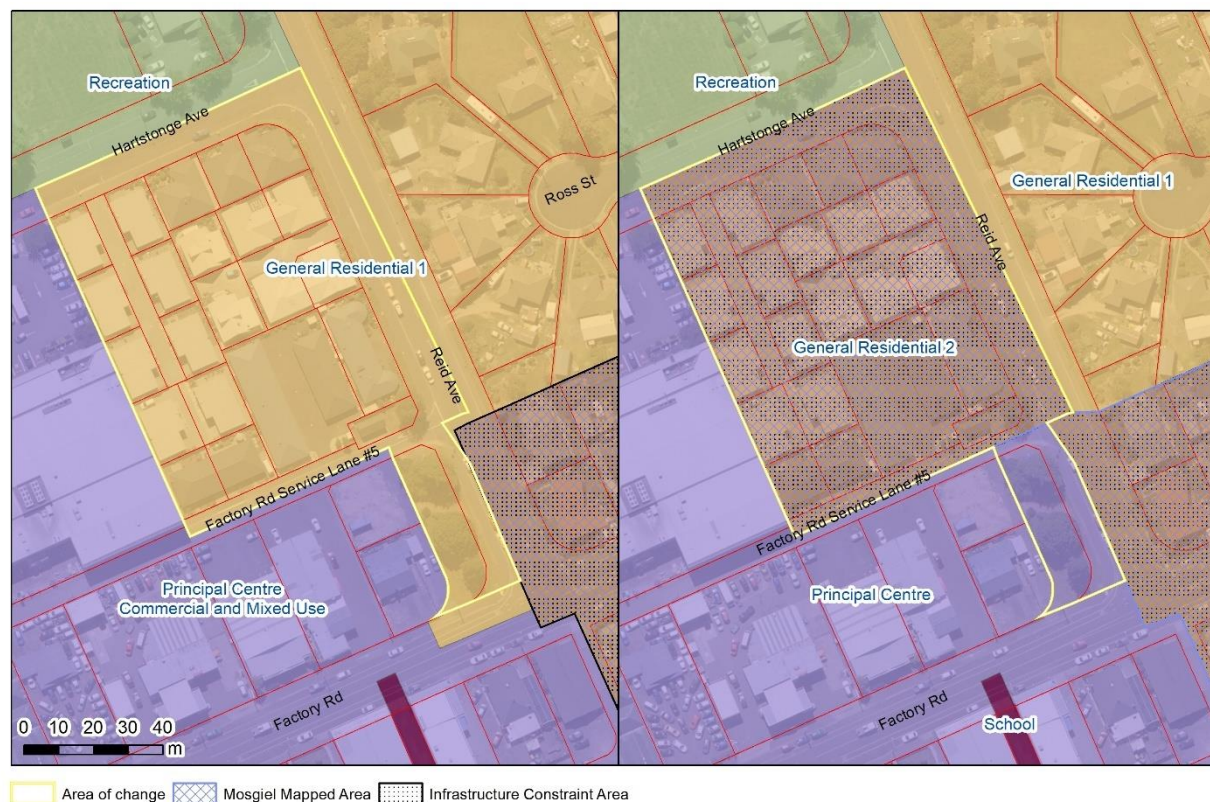 Recreation
Hartstonge Ave
Ross St
General Residential 1
Reid Ave
Factory Rd Service Lane #5
Principal Centre
Commercial and Mixed Use
Factory Rd
0 10 20 30 40
m
Recreation
Hartstonge Ave
General Residential 1
Reid Ave
General Residential 2
Factory Rd Service Lane #5
Principal Centre
Factory Rd
School
Area of change Mosgiel Mapped Area Infrastructure Constraint Area